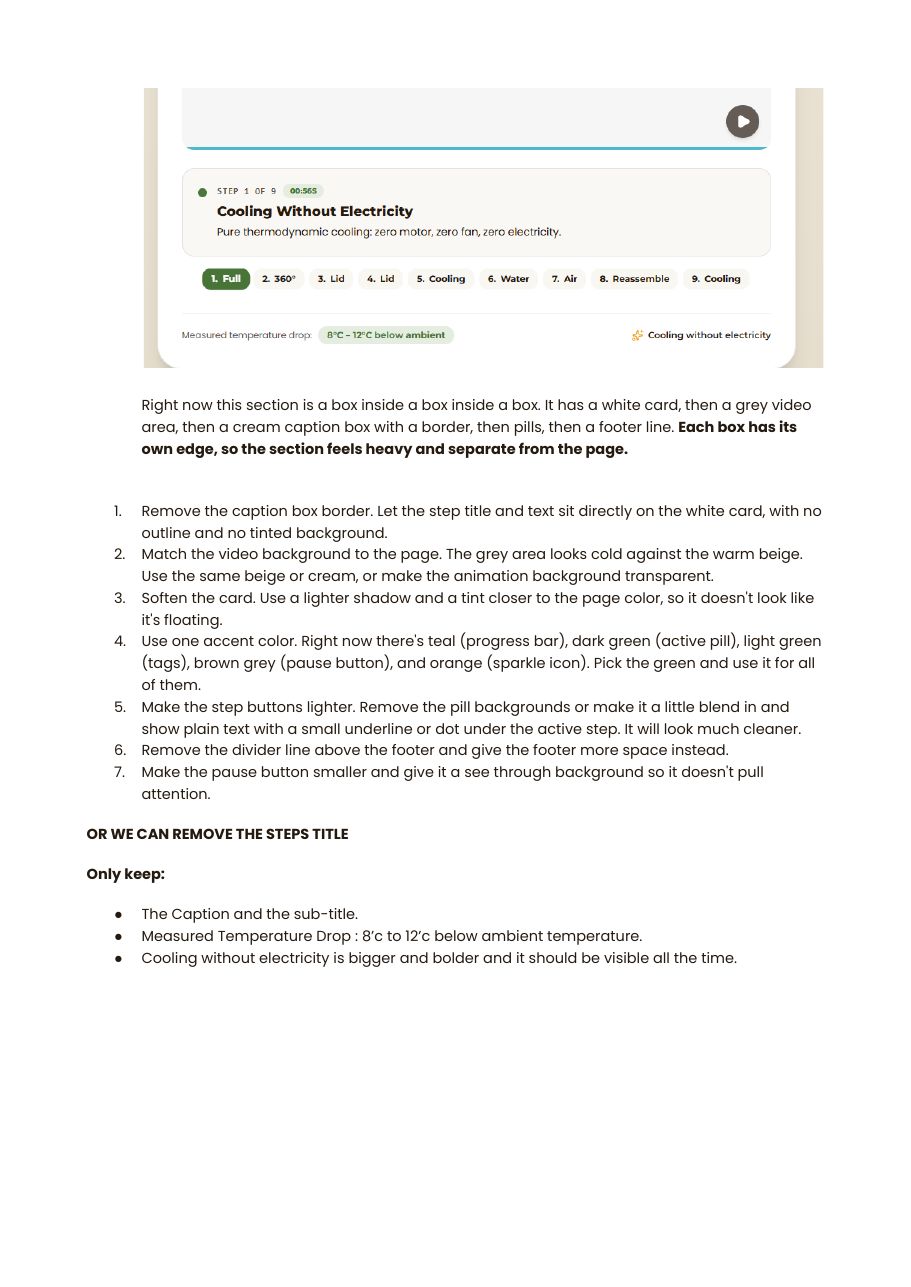 STEP 1 OF 9 00:56S
Cooling Without Electricity
Pure thermodynamic cooling: zero motor, zero fan, zero electricity.
1. Full 2. 360° 3. Lid 4. Lid 5. Cooling 6. Water 7. Air 8. Reassemble 9. Cooling
Measured temperature drop: 8°C – 12°C below ambient Cooling without electricity
Right now this section is a box inside a box inside a box. It has a white card, then a grey video
area, then a cream caption box with a border, then pills, then a footer line. Each box has its
own edge, so the section feels heavy and separate from the page.
1. Remove the caption box border. Let the step title and text sit directly on the white card, with no
outline and no tinted background.
2. Match the video background to the page. The grey area looks cold against the warm beige.
Use the same beige or cream, or make the animation background transparent.
3. Soften the card. Use a lighter shadow and a tint closer to the page color, so it doesn't look like
it's floating.
4. Use one accent color. Right now there's teal (progress bar), dark green (active pill), light green
(tags), brown grey (pause button), and orange (sparkle icon). Pick the green and use it for all
of them.
5. Make the step buttons lighter. Remove the pill backgrounds or make it a little blend in and
show plain text with a small underline or dot under the active step. It will look much cleaner.
6. Remove the divider line above the footer and give the footer more space instead.
7. Make the pause button smaller and give it a see through background so it doesn't pull
attention.
OR WE CAN REMOVE THE STEPS TITLE
Only keep:
● The Caption and the sub-title.
● Measured Temperature Drop : 8’c to 12’c below ambient temperature.
● Cooling without electricity is bigger and bolder and it should be visible all the time.